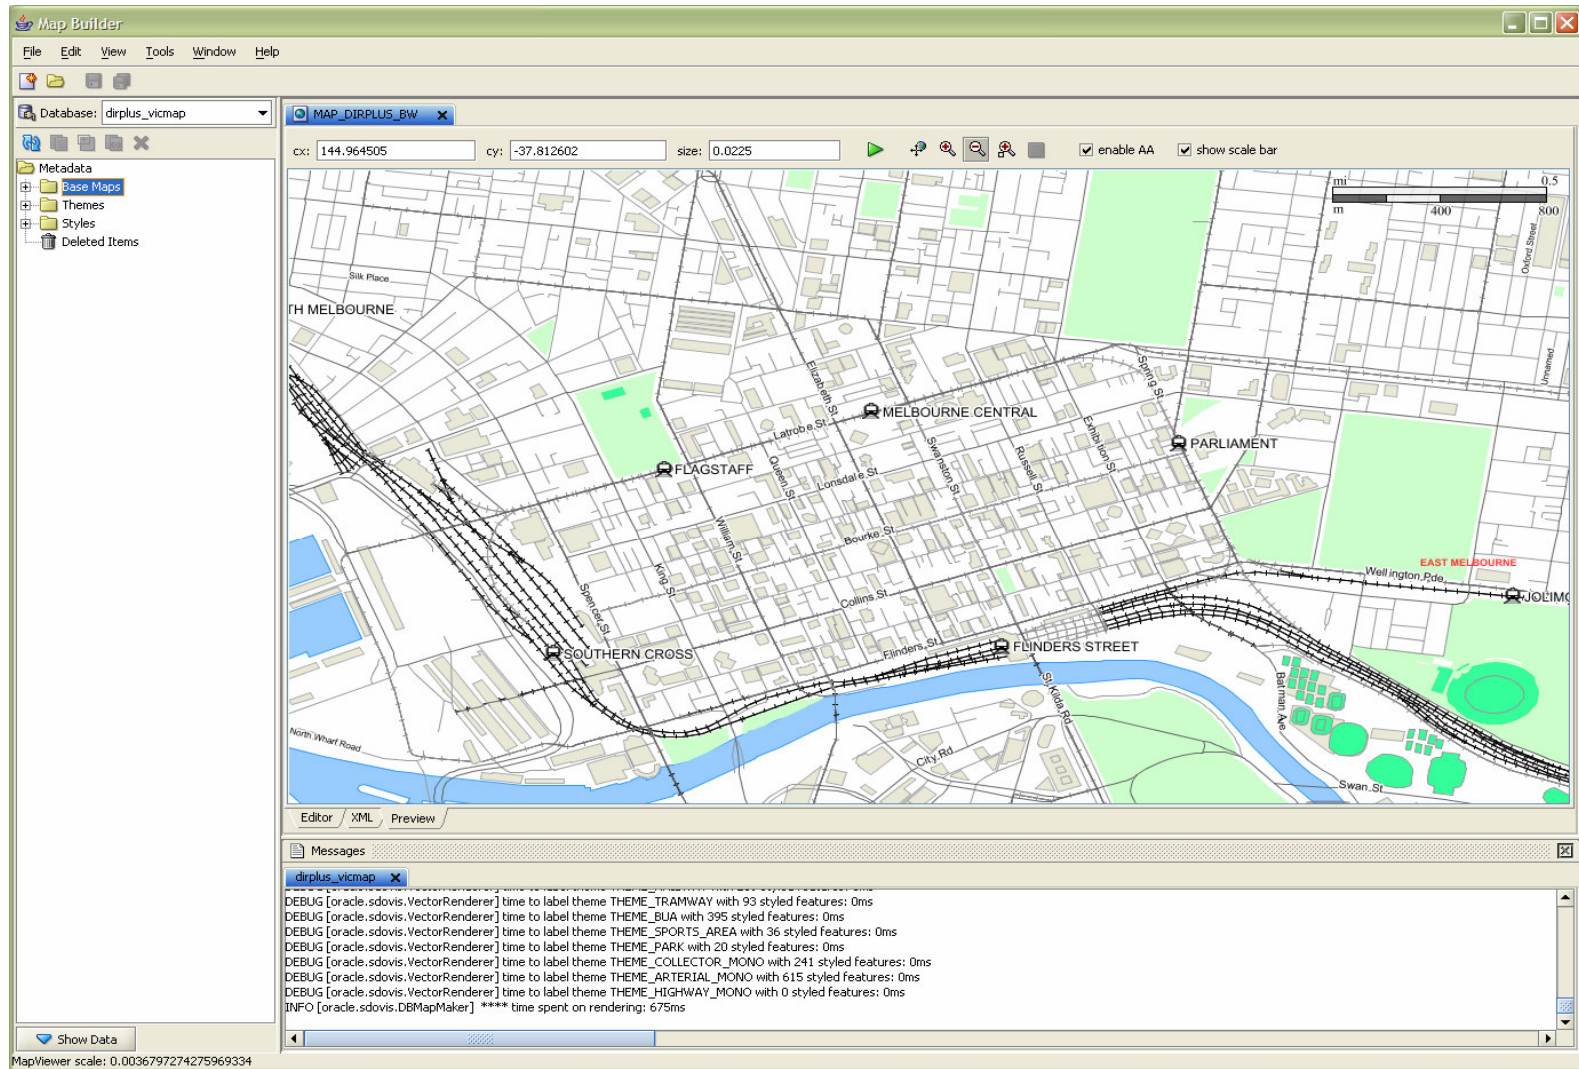 Map Builder
File Edit View Tools Window Help
Database: dirplus_vicmap
MAP_DIRPLUS_BW
cx: 144.964505 cy: -37.812602 size: 0.0225 enable AA show scale bar
Metadata
Base Maps
Themes
Styles
Deleted Items
mi 0.5
m 400 800
Oxford Street
Silk Place
TH MELBOURNE
Unnamed
Elizabeth St
Spring St
MELBOURNE CENTRAL
Latrobe St
Exhibition St
PARLIAMENT
Swanston St
Russell St
FLAGSTAFF
Queen St
Lonsdale St
William St
Bourke St
EAST MELBOURNE
Wellington Pde
King St
Spencer St
Collins St
JOLIMO
Flinders St
FLINDERS STREET
SOUTHERN CROSS
St Kilda Rd
Batman Ave
North Wharf Road
City Rd
Swan St
Editor XML Preview
Messages
dirplus_vicmap
DEBUG [oracle.sdovis.VectorRenderer] time to label theme THEME_TRAMWAY with 93 styled features: 0ms
DEBUG [oracle.sdovis.VectorRenderer] time to label theme THEME_BUA with 395 styled features: 0ms
DEBUG [oracle.sdovis.VectorRenderer] time to label theme THEME_SPORTS_AREA with 36 styled features: 0ms
DEBUG [oracle.sdovis.VectorRenderer] time to label theme THEME_PARK with 20 styled features: 0ms
DEBUG [oracle.sdovis.VectorRenderer] time to label theme THEME_COLLECTOR_MONO with 241 styled features: 0ms
DEBUG [oracle.sdovis.VectorRenderer] time to label theme THEME_ARTERIAL_MONO with 615 styled features: 0ms
DEBUG [oracle.sdovis.VectorRenderer] time to label theme THEME_HIGHWAY_MONO with 0 styled features: 0ms
INFO [oracle.sdovis.DBMapMaker] **** time spent on rendering: 675ms
Show Data
MapViewer scale: 0.0036797274275969334